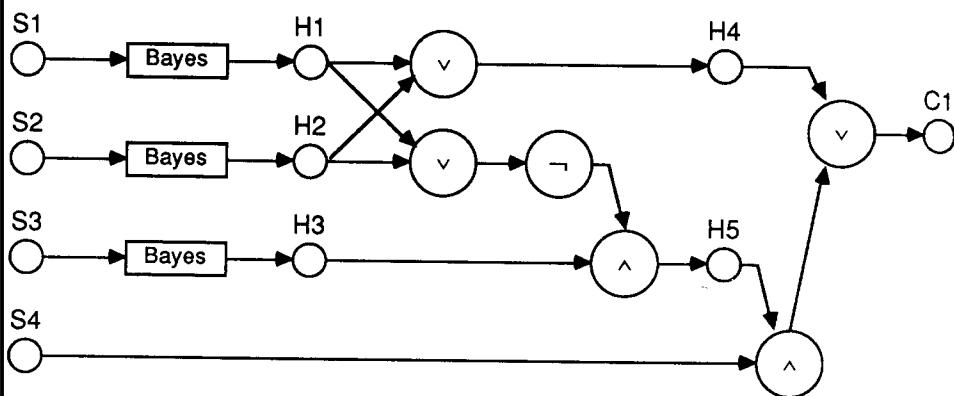 S1
Bayes
H1
∨
H4
C1
∨
S2
Bayes
H2
∨
¬
S3
Bayes
H3
∧
H5
S4
∧